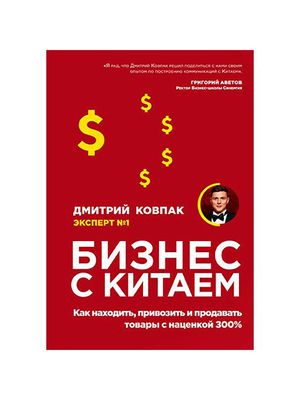 «Я рад, что Дмитрий Ковпак решил поделиться с нами своим
опытом по построению коммуникаций с Китаем».
ГРИГОРИЙ АВЕТОВ
Ректор Бизнес-школы Синергия
$
$
$
$
$
ДМИТРИЙ КОВПАК
ЭКСПЕРТ №1
БИЗНЕС
С КИТАЕМ
Как находить, привозить и продавать
товары с наценкой 300%